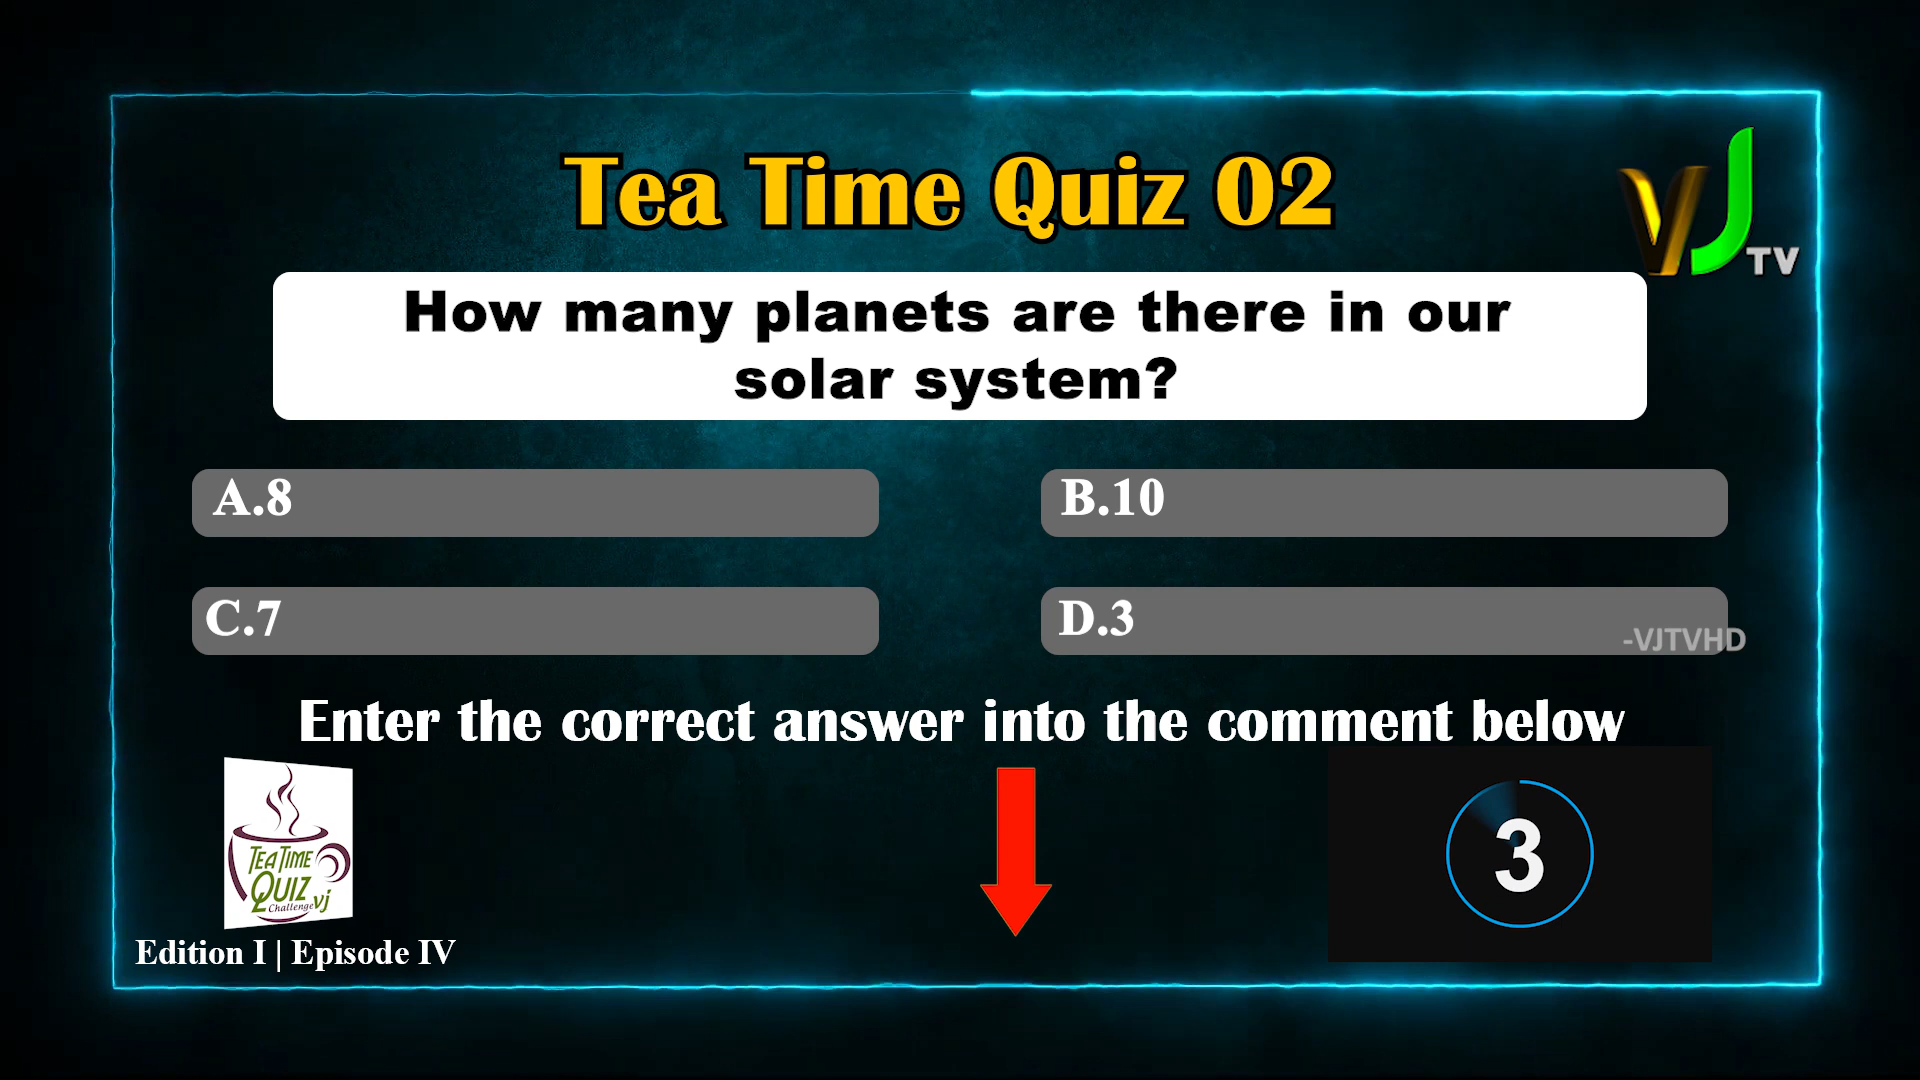 Tea Time Quiz 02
VJ TV
How many planets are there in our
solar system?
A.8
B.10
C.7
D.3
-VJTVHD
Enter the correct answer into the comment below
TEA TIME
QUIZ
Challenge vj
3
Edition I | Episode IV